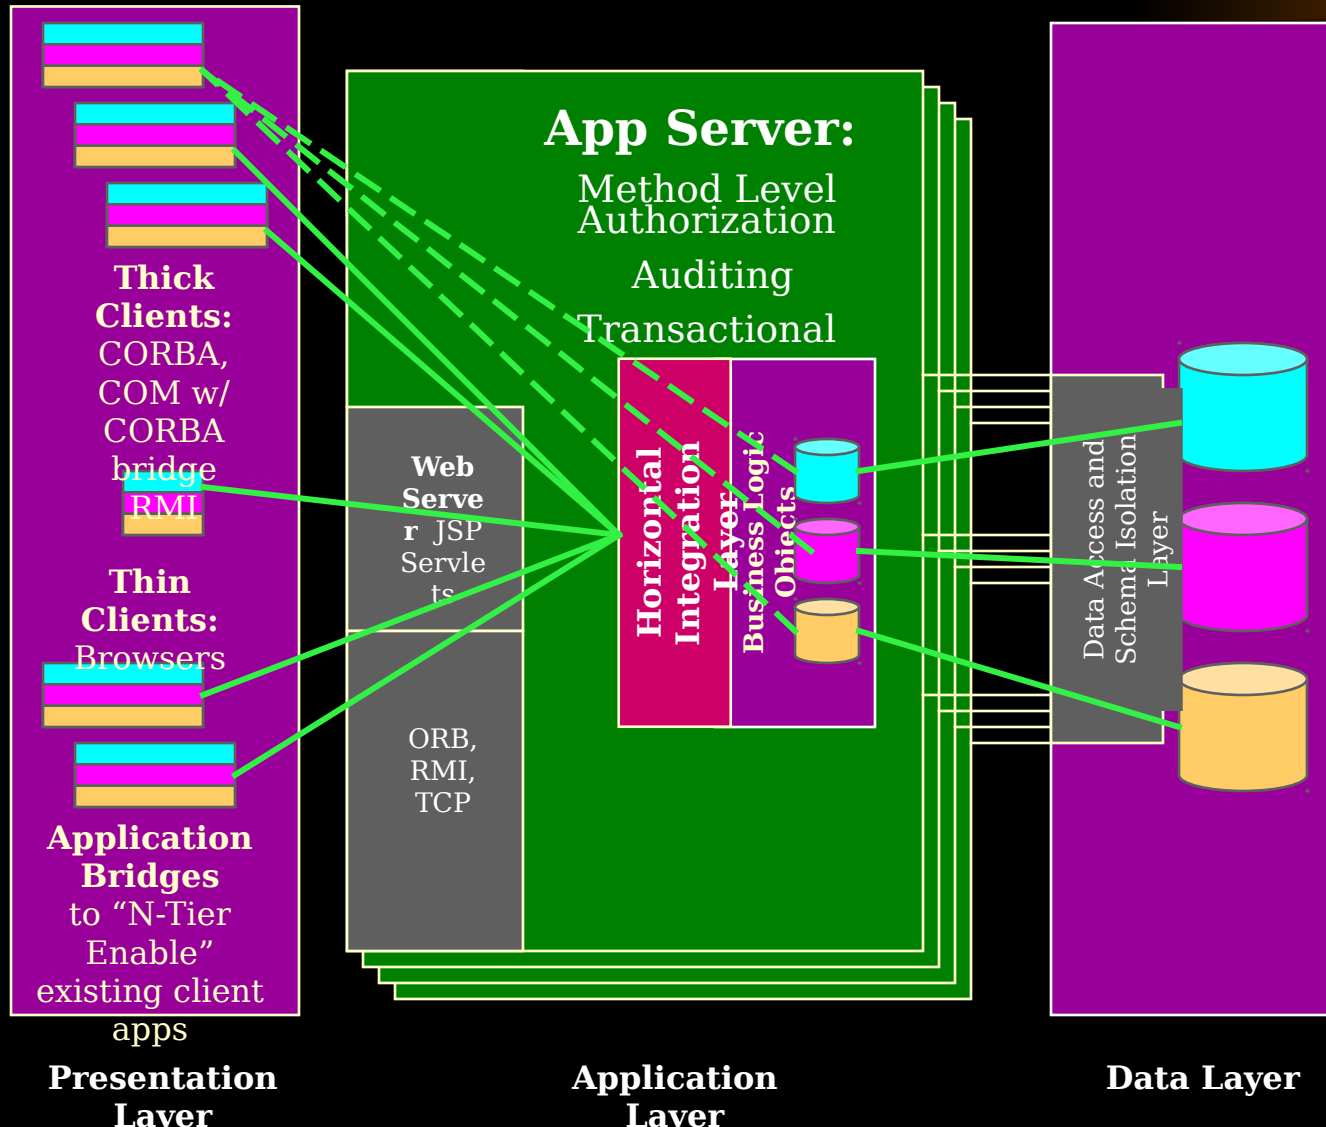 App Server:
Method Level
Authorization
Auditing
Transactional
Thick
Clients:
CORBA,
COM w/
CORBA
bridge
RMI
Thin
Clients:
Browsers
Application
Bridges
to “N-Tier
Enable”
existing client
apps
Web
Serve
r JSP
Servle
ts
ORB,
RMI,
TCP
Horizontal
Integration
Layer
Business Logic
Objects
Data Access and
Schema Isolation
Layer
Presentation
Layer
Application
Layer
Data Layer